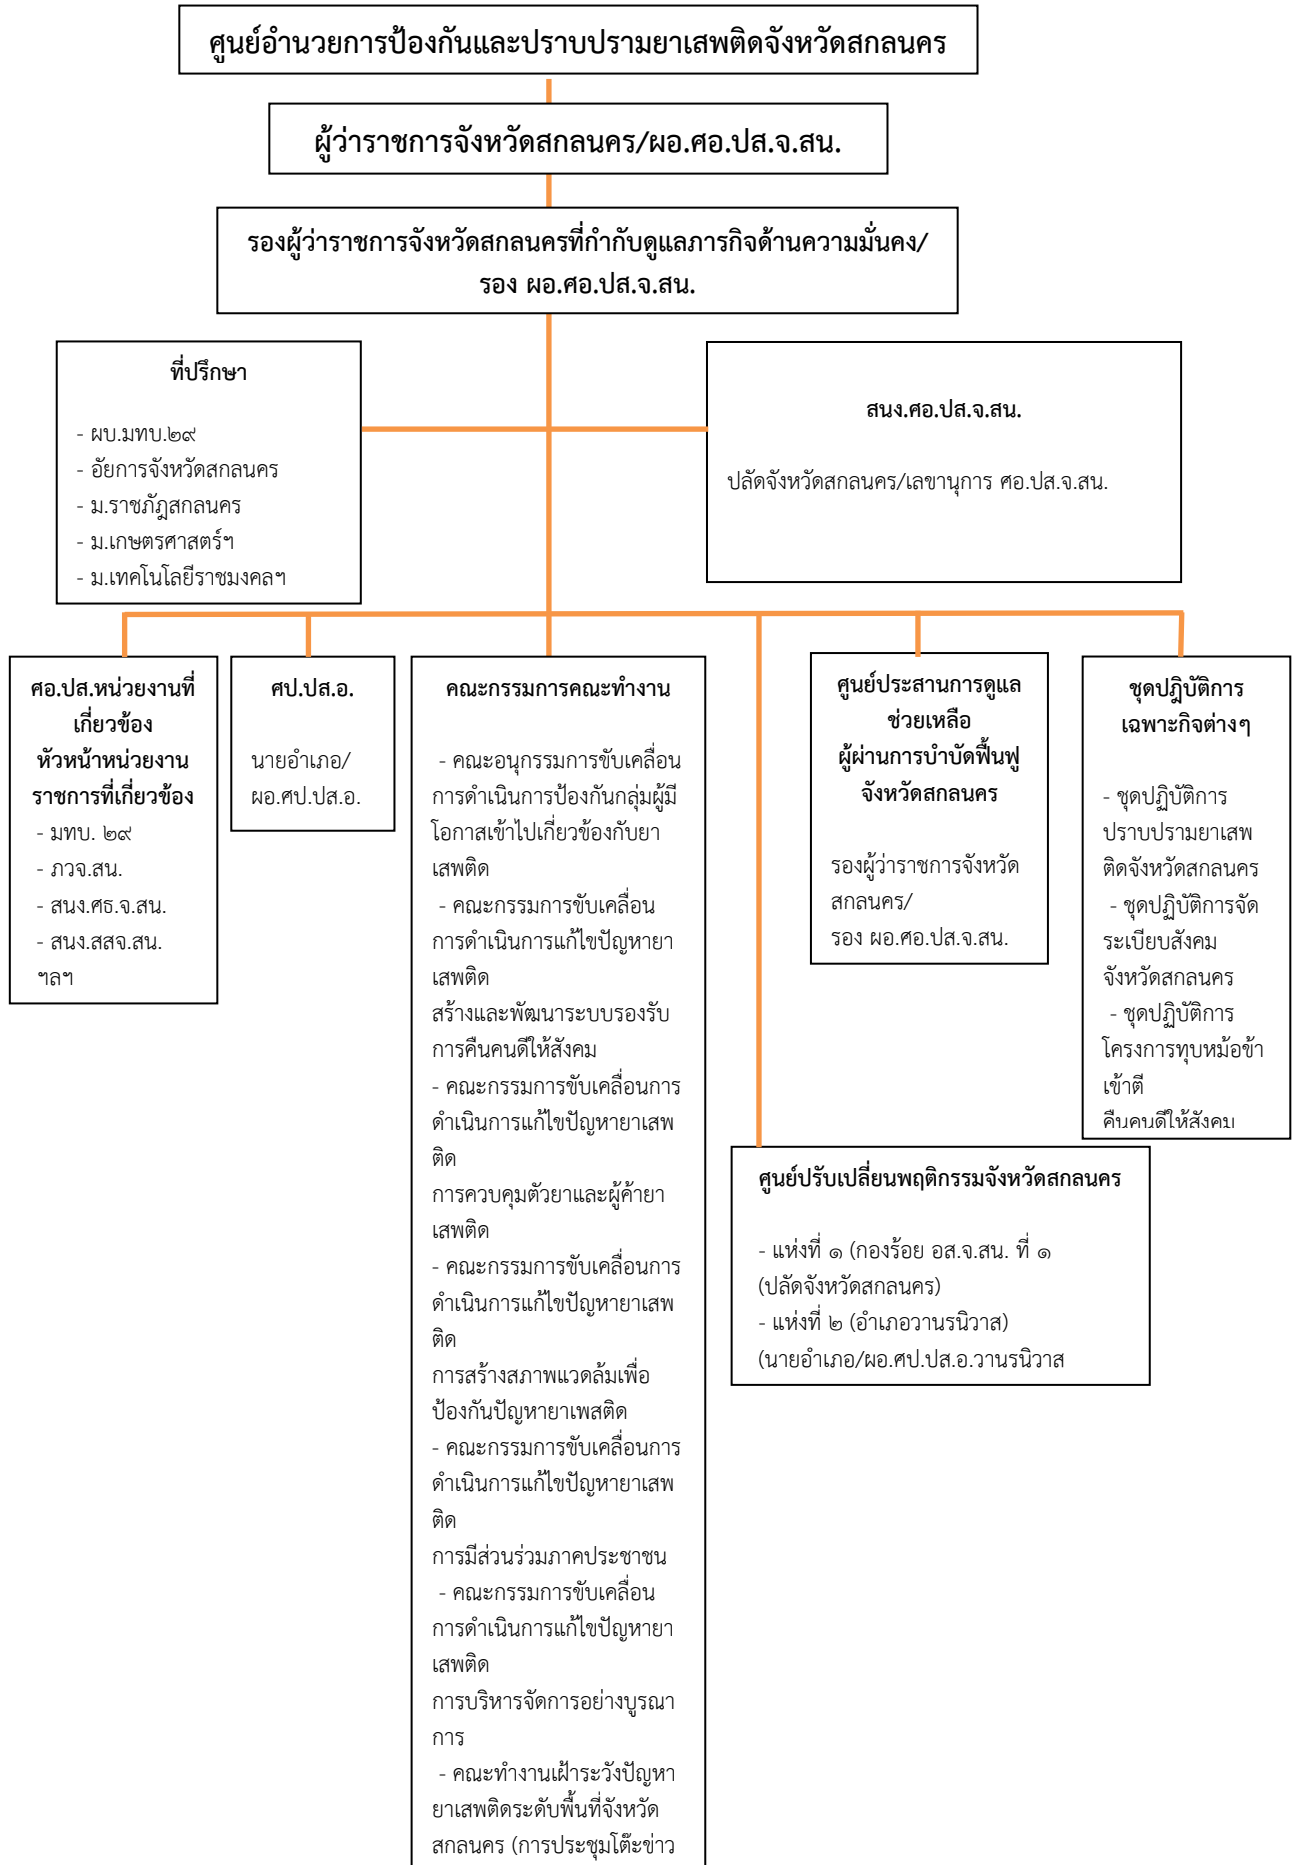 ศูนย์อำนวยการป้องกันและปราบปรามยาเสพติดจังหวัดสกลนคร
ผู้ว่าราชการจังหวัดสกลนคร/ผอ.ศอ.ปส.จ.สน.
รองผู้ว่าราชการจังหวัดสกลนครที่กำกับดูแลภารกิจด้านความมั่นคง/
รอง ผอ.ศอ.ปส.จ.สน.
ที่ปรึกษา
- ผบ.มทบ.๒๙
- อัยการจังหวัดสกลนคร
- ม.ราชภัฎสกลนคร
- ม.เกษตรศาสตร์ฯ
- ม.เทคโนโลยีราชมงคลฯ
สนง.ศอ.ปส.จ.สน.
ปลัดจังหวัดสกลนคร/เลขานุการ ศอ.ปส.จ.สน.
ศอ.ปส.หน่วยงานที่
เกี่ยวข้อง
หัวหน้าหน่วยงาน
ราชการที่เกี่ยวข้อง
- มทบ. ๒๙
- ภวจ.สน.
- สนง.ศธ.จ.สน.
- สนง.สสจ.สน.
ฯลฯ
ศป.ปส.อ.
นายอำเภอ/
ผอ.ศป.ปส.อ.
คณะกรรมการคณะทำงาน
- คณะอนุกรรมการขับเคลื่อน
การดำเนินการป้องกันกลุ่มผู้มี
โอกาสเข้าไปเกี่ยวข้องกับยา
เสพติด
- คณะกรรมการขับเคลื่อน
การดำเนินการแก้ไขปัญหายา
เสพติด
สร้างและพัฒนาระบบรองรับ
การคืนคนดีให้สังคม
- คณะกรรมการขับเคลื่อนการ
ดำเนินการแก้ไขปัญหายาเสพ
ติด
การควบคุมตัวยาและผู้ค้ายา
เสพติด
- คณะกรรมการขับเคลื่อนการ
ดำเนินการแก้ไขปัญหายาเสพ
ติด
การสร้างสภาพแวดล้มเพื่อ
ป้องกันปัญหายาเพสติด
- คณะกรรมการขับเคลื่อนการ
ดำเนินการแก้ไขปัญหายาเสพ
ติด
การมีส่วนร่วมภาคประชาชน
- คณะกรรมการขับเคลื่อน
การดำเนินการแก้ไขปัญหายา
เสพติด
การบริหารจัดการอย่างบูรณา
การ
- คณะทำงานเฝ้าระวังปัญหา
ยาเสพติดระดับพื้นที่จังหวัด
สกลนคร (การประชุมโต๊ะข่าว
ศูนย์ประสานการดูแล
ช่วยเหลือ
ผู้ผ่านการบำบัดฟื้นฟู
จังหวัดสกลนคร
รองผู้ว่าราชการจังหวัด
สกลนคร/
รอง ผอ.ศอ.ปส.จ.สน.
ชุดปฎิบัติการ
เฉพาะกิจต่างๆ
- ชุดปฏิบัติการ
ปราบปรามยาเสพ
ติดจังหวัดสกลนคร
- ชุดปฏิบัติการจัด
ระเบียบสังคม
จังหวัดสกลนคร
- ชุดปฏิบัติการ
โครงการทุบหม้อข้า
เข้าตี
คืนคนดีให้สังคม
ศูนย์ปรับเปลี่ยนพฤติกรรมจังหวัดสกลนคร
- แห่งที่ ๑ (กองร้อย อส.จ.สน. ที่ ๑
(ปลัดจังหวัดสกลนคร)
- แห่งที่ ๒ (อำเภอวานรนิวาส)
(นายอำเภอ/ผอ.ศป.ปส.อ.วานรนิวาส